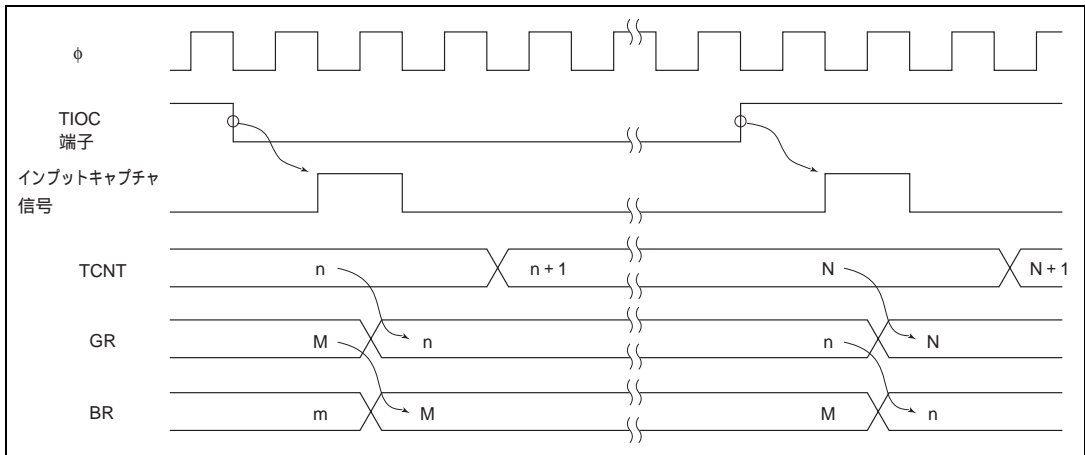 φ
TIOC
端子
インプットキャプチャ
信号
TCNT n n + 1 N N + 1
GR M n n N
BR m M M n